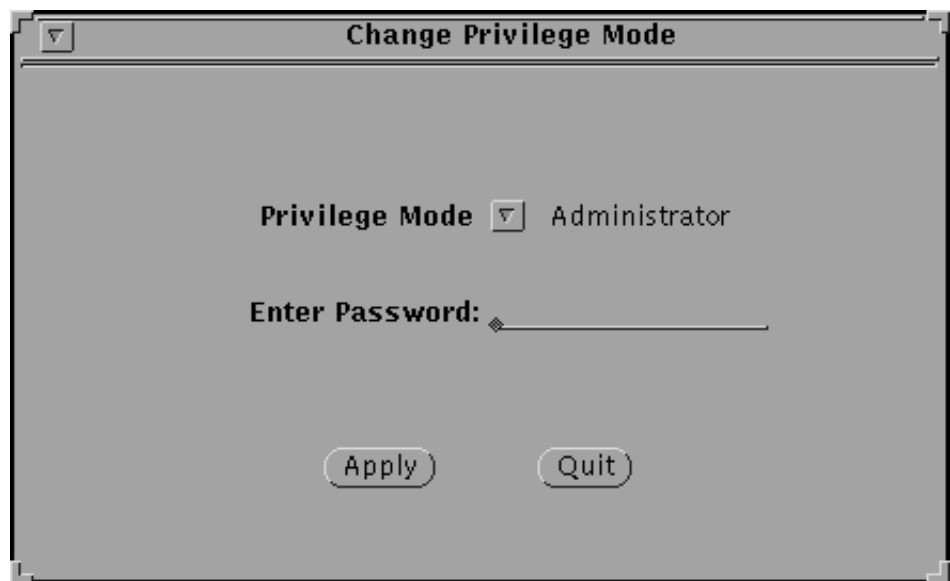 Change Privilege Mode
Privilege Mode Administrator
Enter Password:
Apply Quit